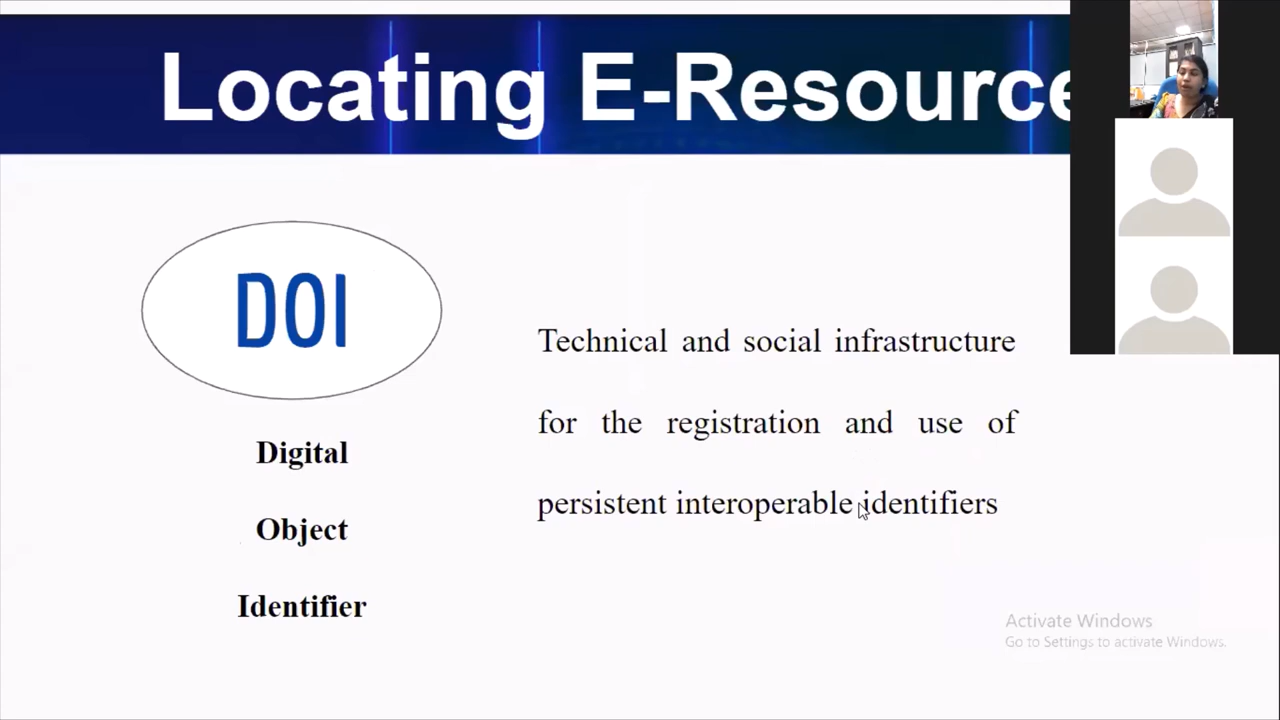 Locating E-Resource
DOI
Digital
Object
Identifier
Technical and social infrastructure
for the registration and use of
persistent interoperable identifiers
Activate Windows
Go to Settings to activate Windows.